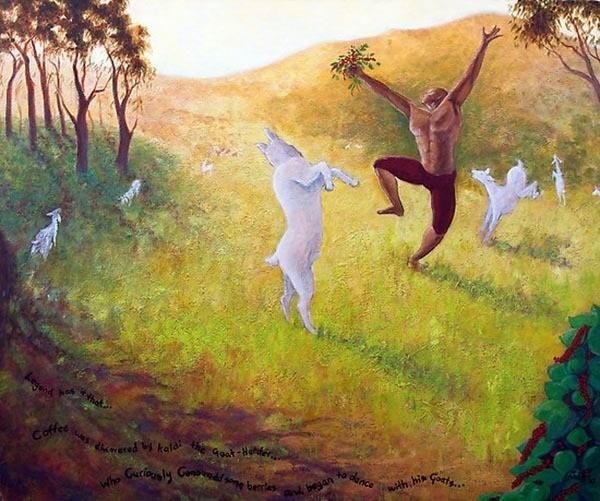 Legend has it that...
Coffee was discovered by Kaldi the Goat-Herder...
Who Curiously Consumed some berries and began to dance with his Goats...